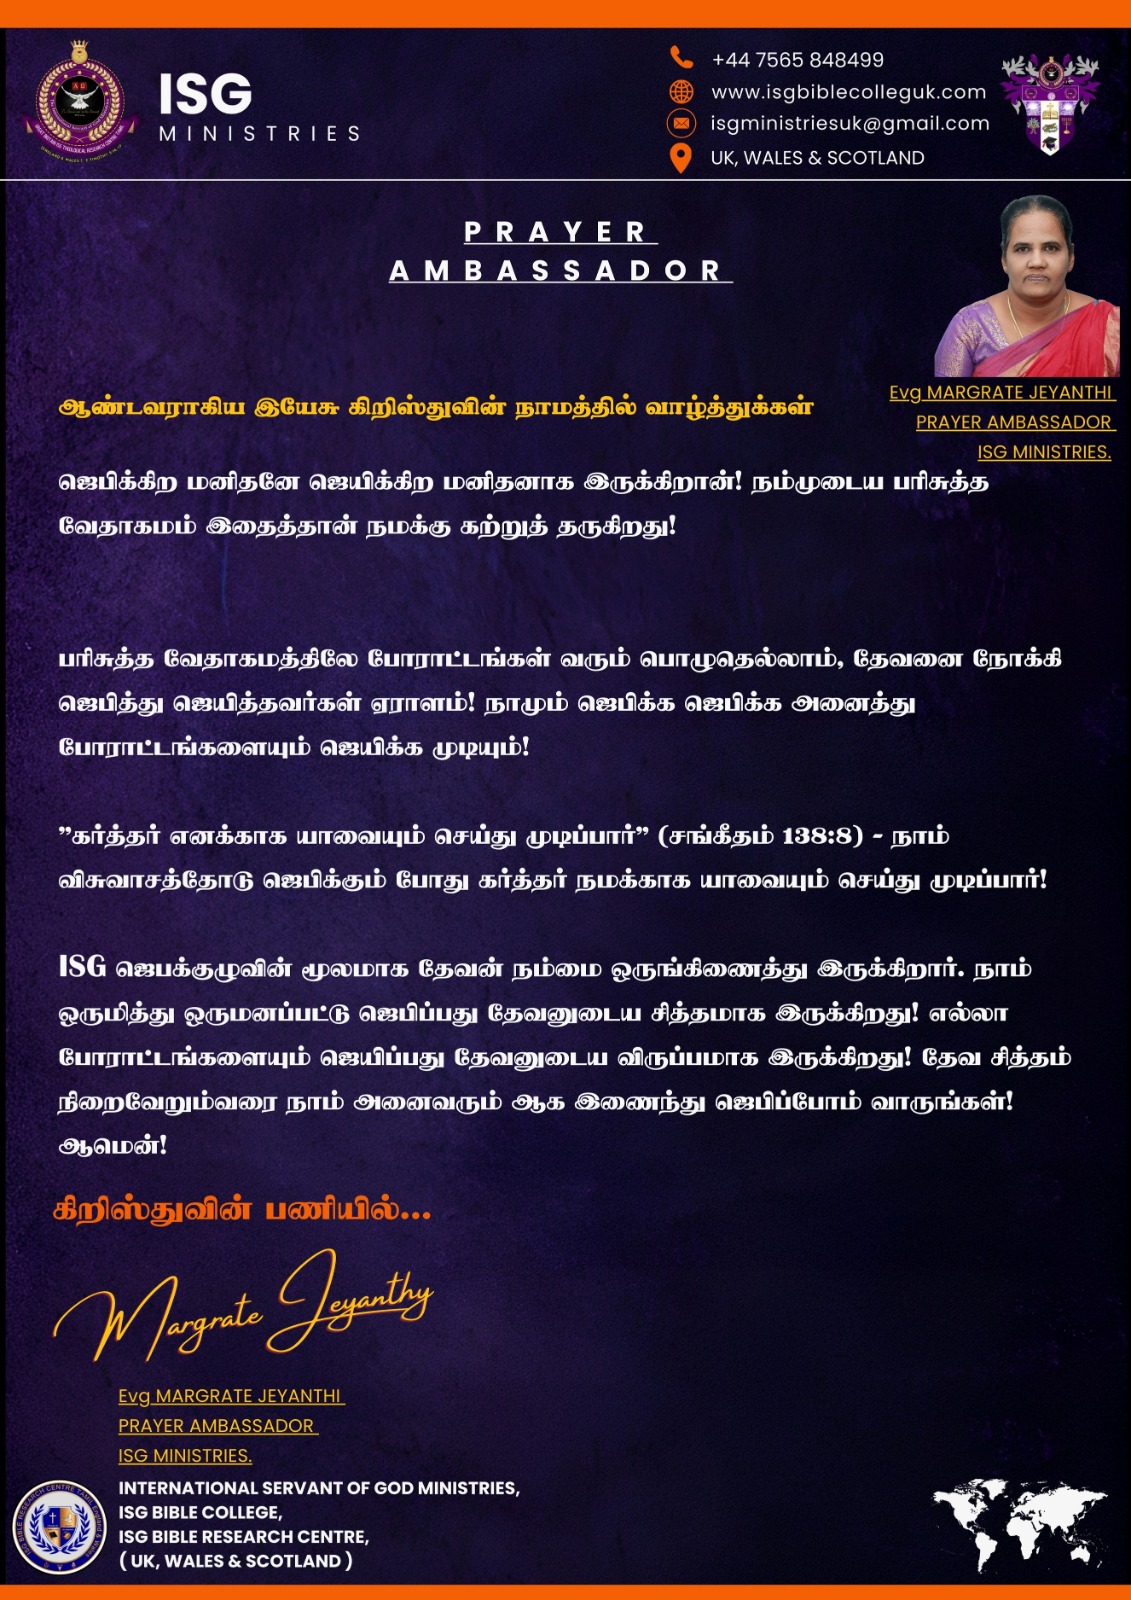 ISG
MINISTRIES
+44 7565 848499
www.isgbiblecolleguk.com
isgministriesuk@gmail.com
UK, WALES & SCOTLAND
PRAYER
AMBASSADOR
Evg MARGRATE JEYANTHI
PRAYER AMBASSADOR
ISG MINISTRIES.
ஆண்டவராகிய இயேசு கிறிஸ்துவின் நாமத்தில் வாழ்த்துக்கள்
ஜெபிக்கிற மனிதனே ஜெயிக்கிற மனிதனாக இருக்கிறான்! நம்முடைய பரிசுத்த
வேதாகமம் இதைத்தான் நமக்கு கற்றுத் தருகிறது!
பரிசுத்த வேதாகமத்திலே போராட்டங்கள் வரும் பொழுதெல்லாம், தேவனை நோக்கி
ஜெபித்து ஜெயித்தவர்கள் ஏராளம்! நாமும் ஜெபிக்க ஜெபிக்க அனைத்து
போராட்டங்களையும் ஜெயிக்க முடியும்!
”கர்த்தர் எனக்காக யாவையும் செய்து முடிப்பார்” (சங்கீதம் 138:8) - நாம்
விசுவாசத்தோடு ஜெபிக்கும் போது கர்த்தர் நமக்காக யாவையும் செய்து முடிப்பார்!
ISG ஜெபக்குழுவின் மூலமாக தேவன் நம்மை ஒருங்கிணைத்து இருக்கிறார். நாம்
ஒருமித்து ஒருமனப்பட்டு ஜெபிப்பது தேவனுடைய சித்தமாக இருக்கிறது! எல்லா
போராட்டங்களையும் ஜெயிப்பது தேவனுடைய விருப்பமாக இருக்கிறது! தேவ சித்தம்
நிறைவேறும்வரை நாம் அனைவரும் ஆக இணைந்து ஜெபிப்போம் வாருங்கள்!
ஆமென்!
கிறிஸ்துவின் பணியில்...
Margrate Jeyanthy
Evg MARGRATE JEYANTHI
PRAYER AMBASSADOR
ISG MINISTRIES.
INTERNATIONAL SERVANT OF GOD MINISTRIES,
ISG BIBLE COLLEGE,
ISG BIBLE RESEARCH CENTRE,
( UK, WALES & SCOTLAND )